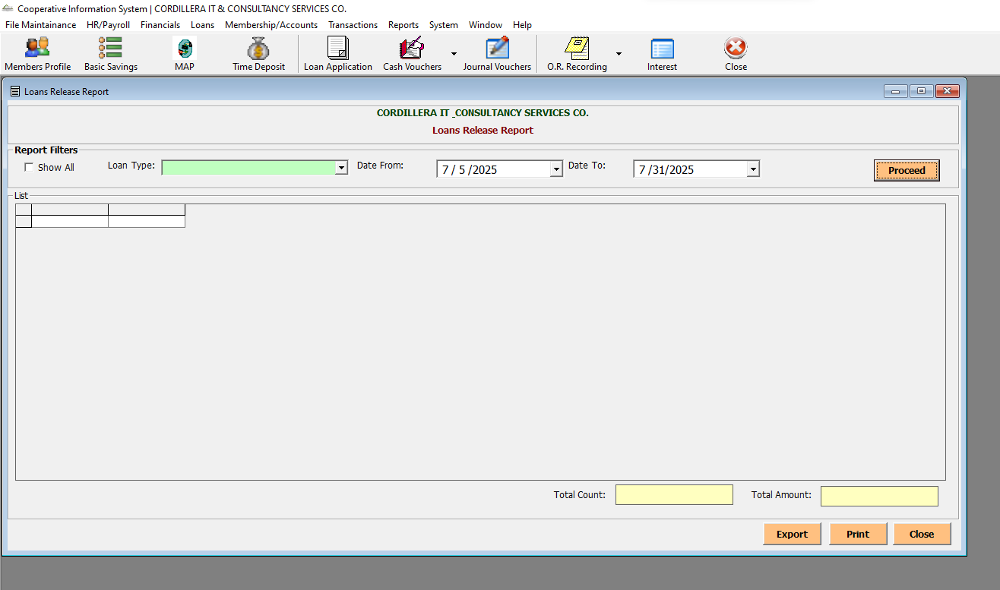 Cooperative Information System | CORDILLERA IT & CONSULTANCY SERVICES CO.
File Maintainance HR/Payroll Financials Loans Membership/Accounts Transactions Reports System Window Help
Members Profile Basic Savings MAP Time Deposit Loan Application Cash Vouchers Journal Vouchers O.R. Recording Interest Close
Loans Release Report
CORDILLERA IT _CONSULTANCY SERVICES CO.
Loans Release Report
Report Filters
Show All Loan Type: Date From: 7 / 5 /2025 Date To: 7 /31/2025 Proceed
List
Total Count: Total Amount:
Export Print Close